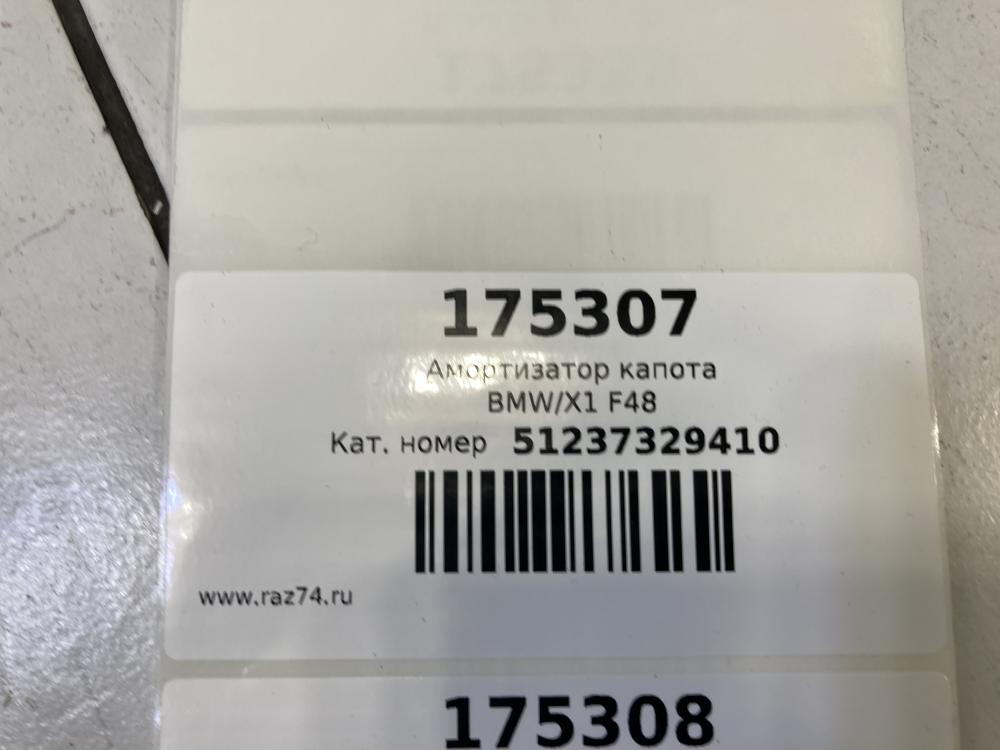 175307
Амортизатор капота
BMW/X1 F48
Кат. номер 51237329410
www.raz74.ru
175308